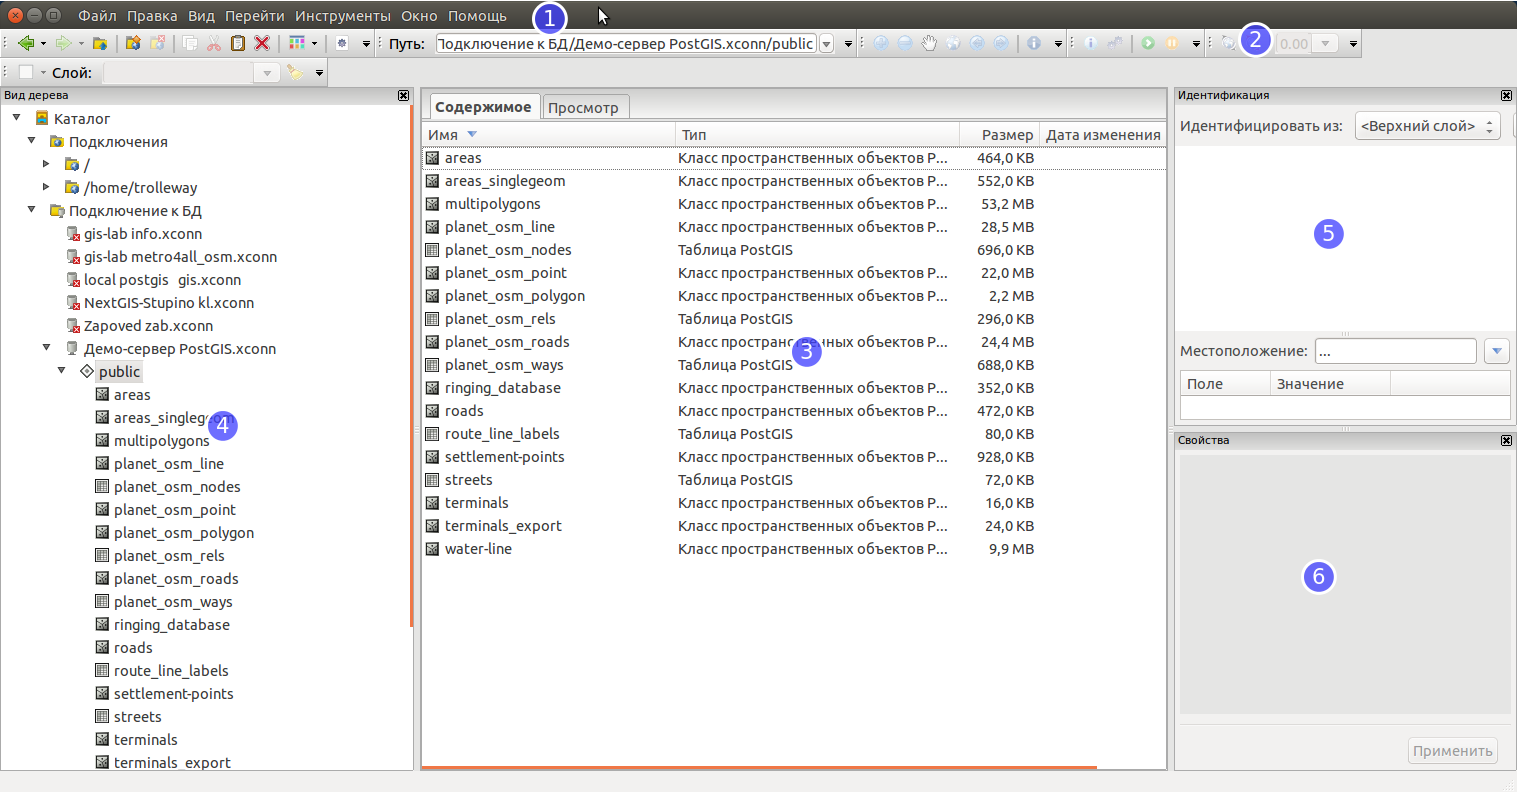 Файл Правка Вид Перейти Инструменты Окно Помощь 1
Путь: Подключение к БД/Демо-сервер PostGIS.xconn/public 2 0.00
Слой:
Вид дерева
Каталог
Подключения
/
/home/trolleway
Подключение к БД
gis-lab info.xconn
gis-lab metro4all_osm.xconn
local postgis gis.xconn
NextGIS-Stupino kl.xconn
Zapoved zab.xconn
Демо-сервер PostGIS.xconn
public
areas
areas_singlegeom
4
multipolygons
planet_osm_line
planet_osm_nodes
planet_osm_point
planet_osm_polygon
planet_osm_rels
planet_osm_roads
planet_osm_ways
ringing_database
roads
route_line_labels
settlement-points
streets
terminals
terminals_export
Содержимое Просмотр
Имя Тип Размер Дата изменения
areas Класс пространственных объектов P... 464,0 KB
areas_singlegeom Класс пространственных объектов P... 552,0 KB
multipolygons Класс пространственных объектов P... 53,2 MB
planet_osm_line Класс пространственных объектов P... 28,5 MB
planet_osm_nodes Таблица PostGIS 696,0 KB
planet_osm_point Класс пространственных объектов P... 22,0 MB
planet_osm_polygon Класс пространственных объектов P... 2,2 MB
planet_osm_rels Таблица PostGIS 296,0 KB
planet_osm_roads Класс пространственных объектов P... 24,4 MB
3
planet_osm_ways Таблица PostGIS 688,0 KB
ringing_database Класс пространственных объектов P... 352,0 KB
roads Класс пространственных объектов P... 472,0 KB
route_line_labels Таблица PostGIS 80,0 KB
settlement-points Класс пространственных объектов P... 928,0 KB
streets Таблица PostGIS 72,0 KB
terminals Класс пространственных объектов P... 16,0 KB
terminals_export Класс пространственных объектов P... 24,0 KB
water-line Класс пространственных объектов P... 9,9 MB
Идентификация
Идентифицировать из: <Верхний слой>
5
Местоположение: ...
Поле Значение
Свойства
6
Применить